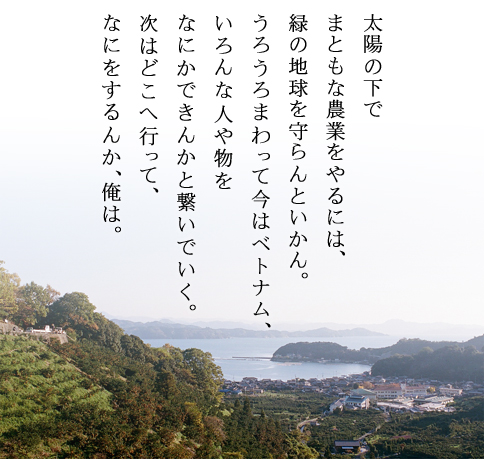 太陽の下で
まともな農業をやるには、
緑の地球を守らんといかん。
うろうろまわって今はベトナム、
いろんな人や物を
なにかできんかと繋いでいく。
次はどこへ行って、
なにをするんか、俺は。